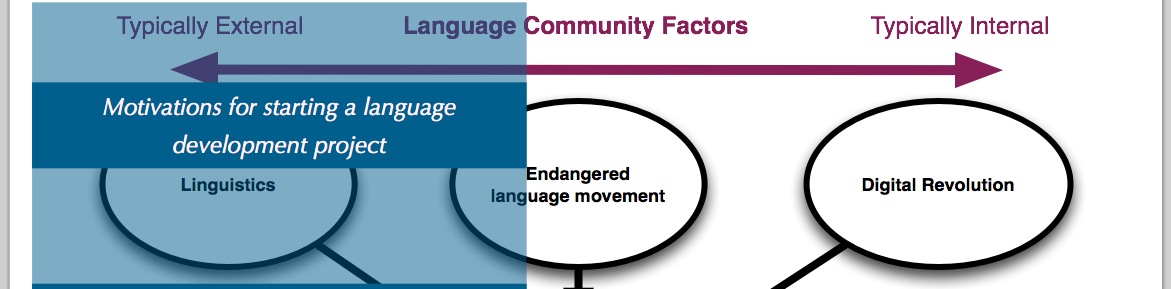 Typically External
Language Community Factors
Typically Internal
Motivations for starting a language
development project
Linguistics
Endangered
language movement
Digital Revolution